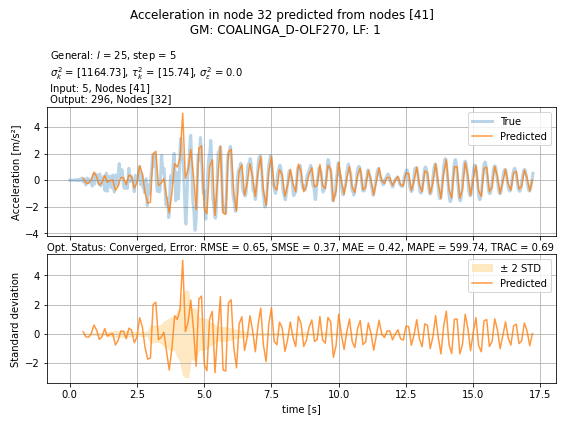 Acceleration in node 32 predicted from nodes [41]
GM: COALINGA_D-OLF270, LF: 1
General: l = 25, step = 5
σ²ₖ = [1164.73], τ²ₖ = [15.74], σ²ε = 0.0
Input: 5, Nodes [41]
Output: 296, Nodes [32]
Acceleration [m/s²]
4
2
0
−2
−4
True
Predicted
Opt. Status: Converged, Error: RMSE = 0.65, SMSE = 0.37, MAE = 0.42, MAPE = 599.74, TRAC = 0.69
Standard deviation
4
2
0
−2
± 2 STD
Predicted
0.0 2.5 5.0 7.5 10.0 12.5 15.0 17.5
time [s]